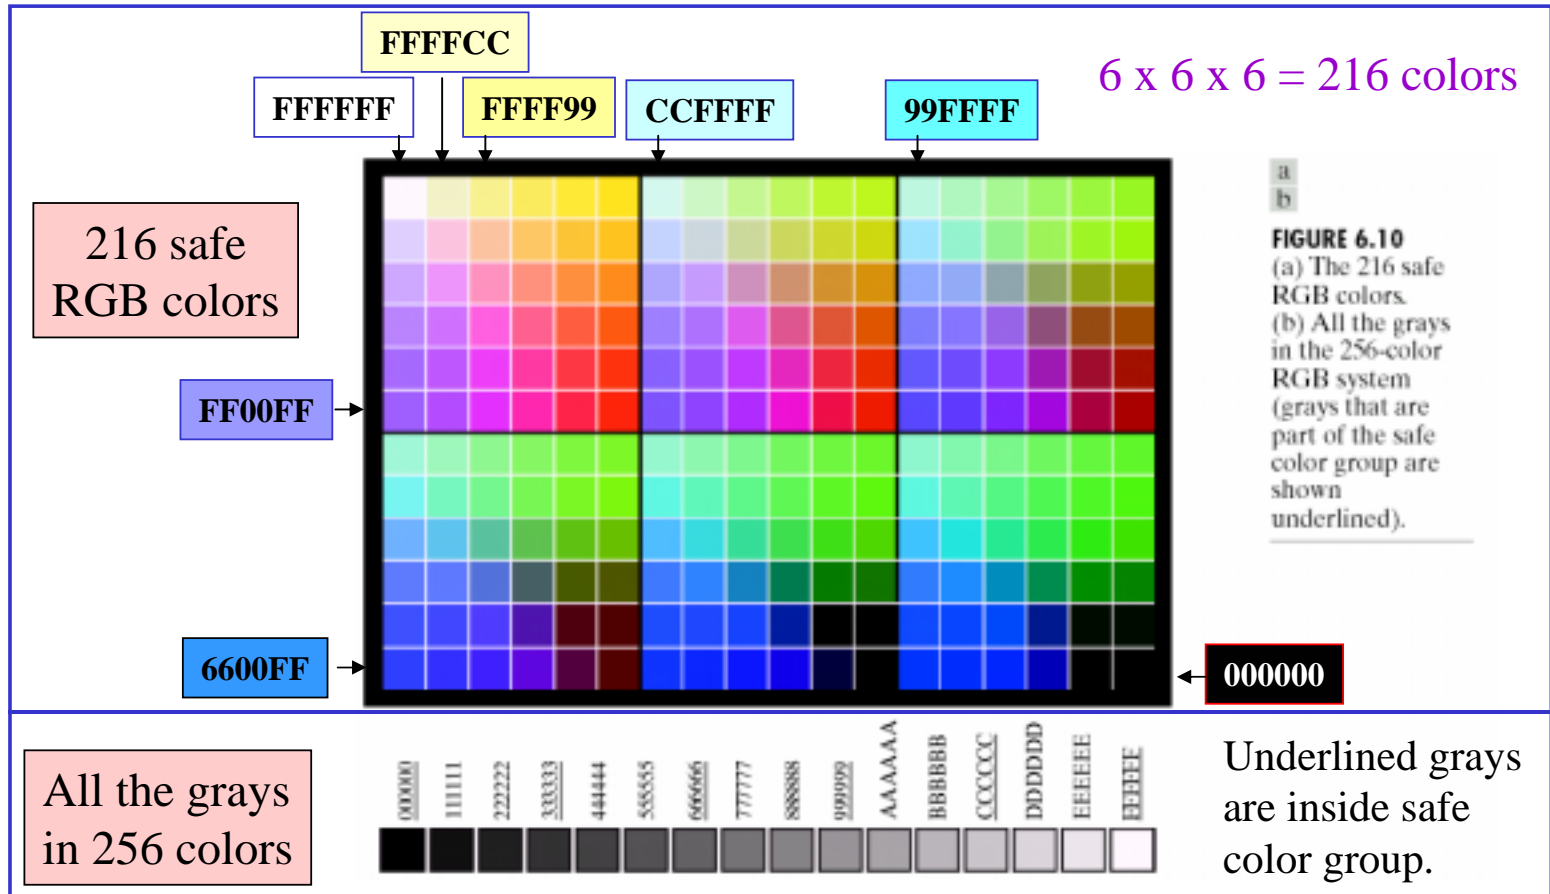 FFFFCC
6 x 6 x 6 = 216 colors
FFFFFF
FFFF99
CCFFFF
99FFFF
216 safe
RGB colors
a
b
FIGURE 6.10
(a) The 216 safe
RGB colors.
(b) All the grays
in the 256-color
RGB system
(grays that are
part of the safe
color group are
shown
underlined).
FF00FF
6600FF
000000
All the grays
in 256 colors
000000
111111
222222
333333
444444
555555
666666
777777
888888
999999
AAAAAA
BBBBBB
CCCCCC
DDDDDD
EEEEEE
FFFFFF
Underlined grays
are inside safe
color group.